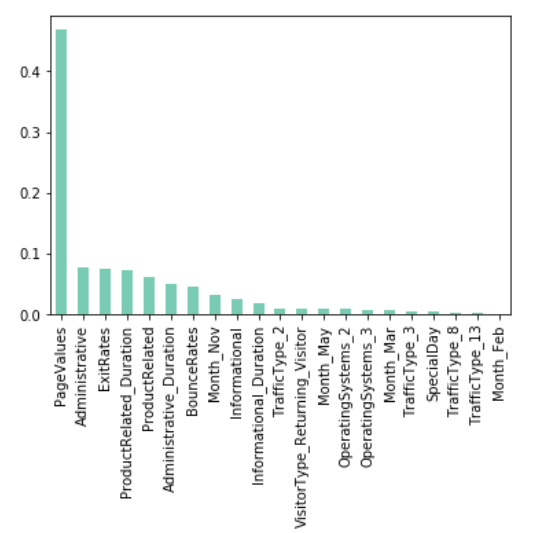 0.4
0.3
0.2
0.1
0.0
PageValues
Administrative
ExitRates
ProductRelated_Duration
ProductRelated
Administrative_Duration
BounceRates
Month_Nov
Informational
Informational_Duration
TrafficType_2
VisitorType_Returning_Visitor
Month_May
OperatingSystems_2
OperatingSystems_3
Month_Mar
TrafficType_3
SpecialDay
TrafficType_8
TrafficType_13
Month_Feb